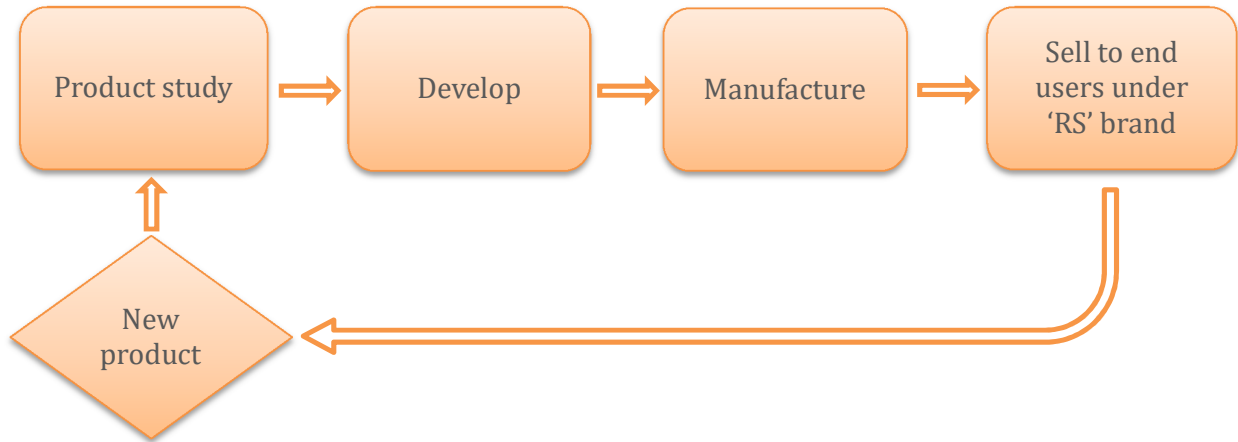 Product study
Develop
Manufacture
Sell to end
users under
‘RS’ brand
New
product